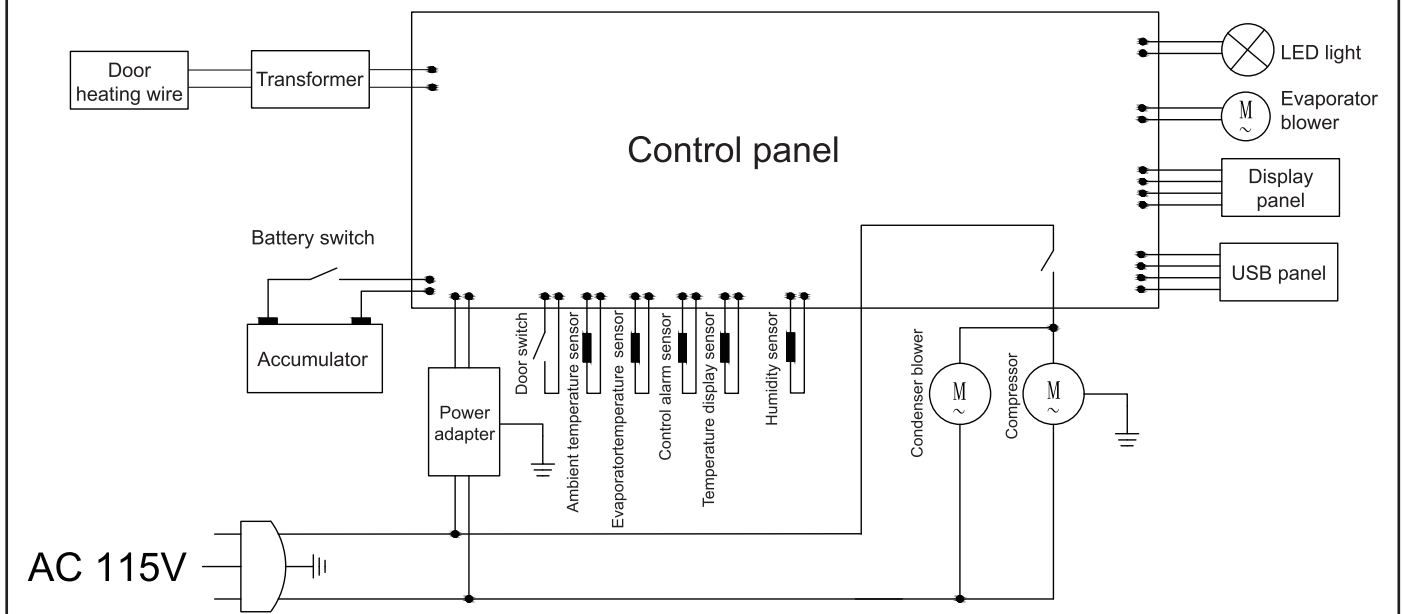 Door
heating wire
Transformer
LED light
Evaporator
blower
M
~
Control panel
Display
panel
Battery switch
USB panel
Accumulator
Door switch
Ambient temperature sensor
Evaporatortemperature sensor
Control alarm sensor
Temperature display sensor
Humidity sensor
Condenser blower
M
~
Compressor
M
~
Power
adapter
AC 115V